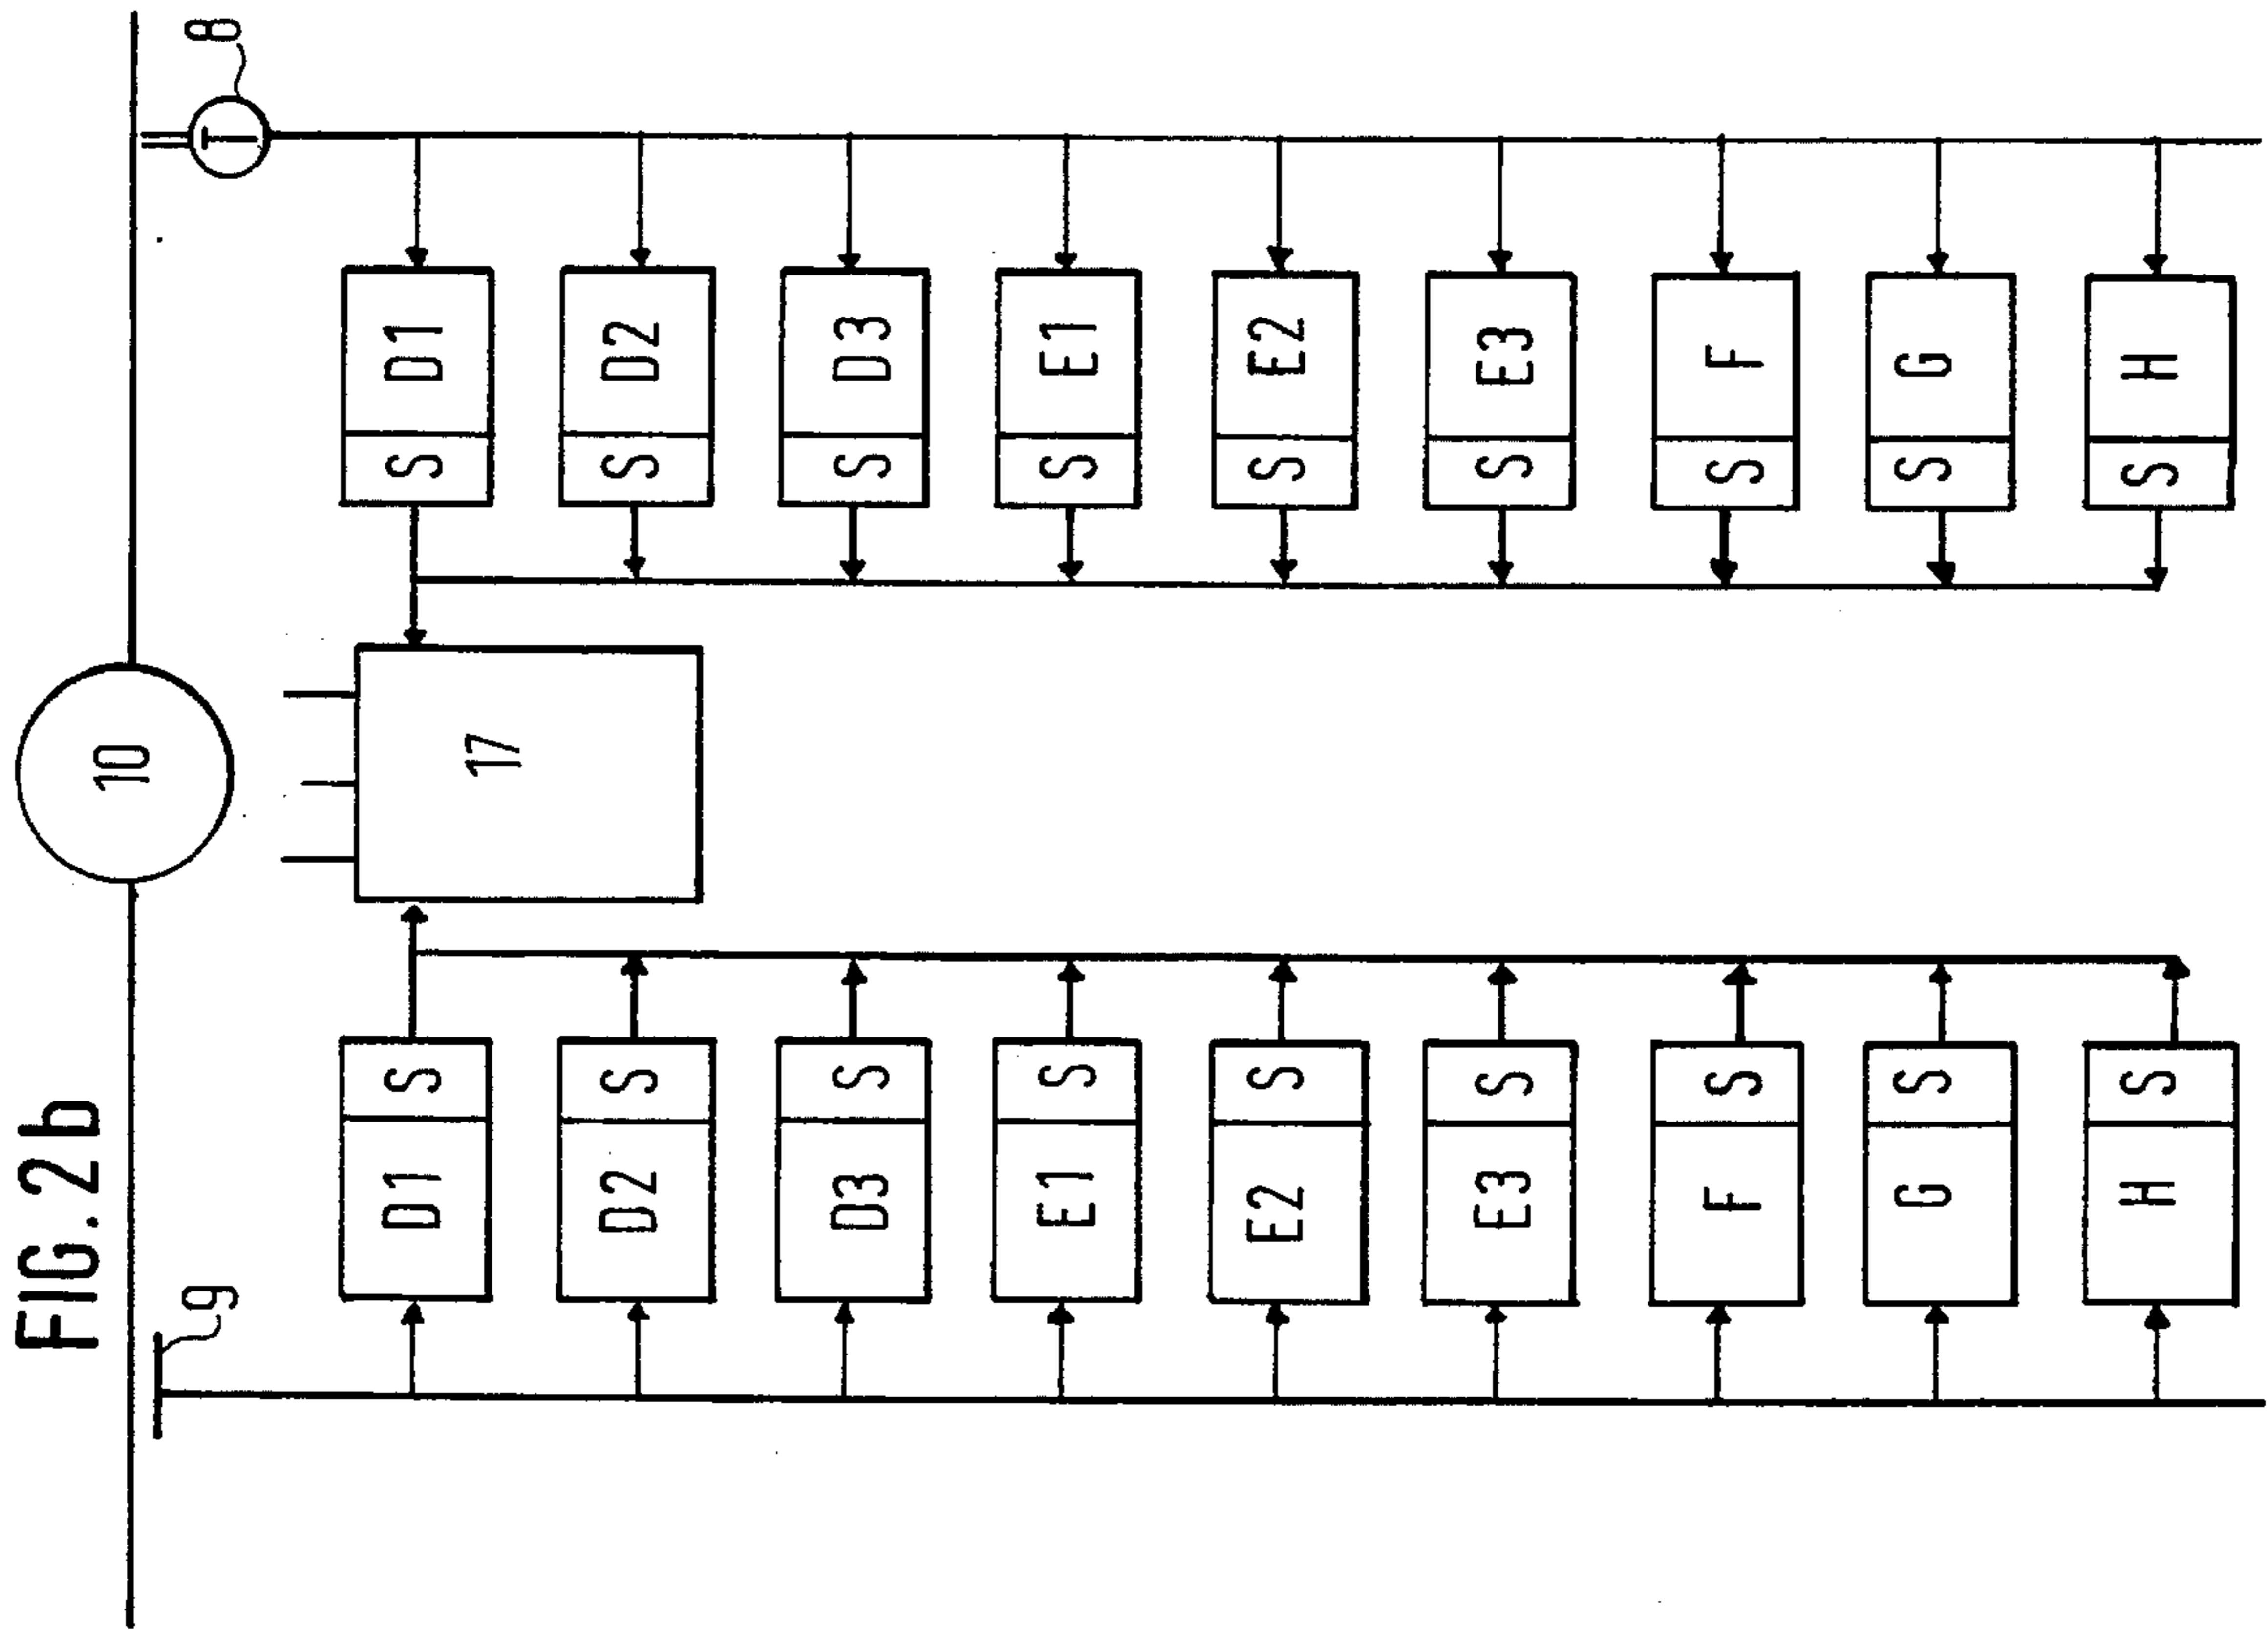 FIG. 2b
10
9 8
T
D1 S S D1
17
D2 S S D2
D3 S S D3
E1 S S E1
E2 S S E2
E3 S S E3
F S S F
G S S G
H S S H